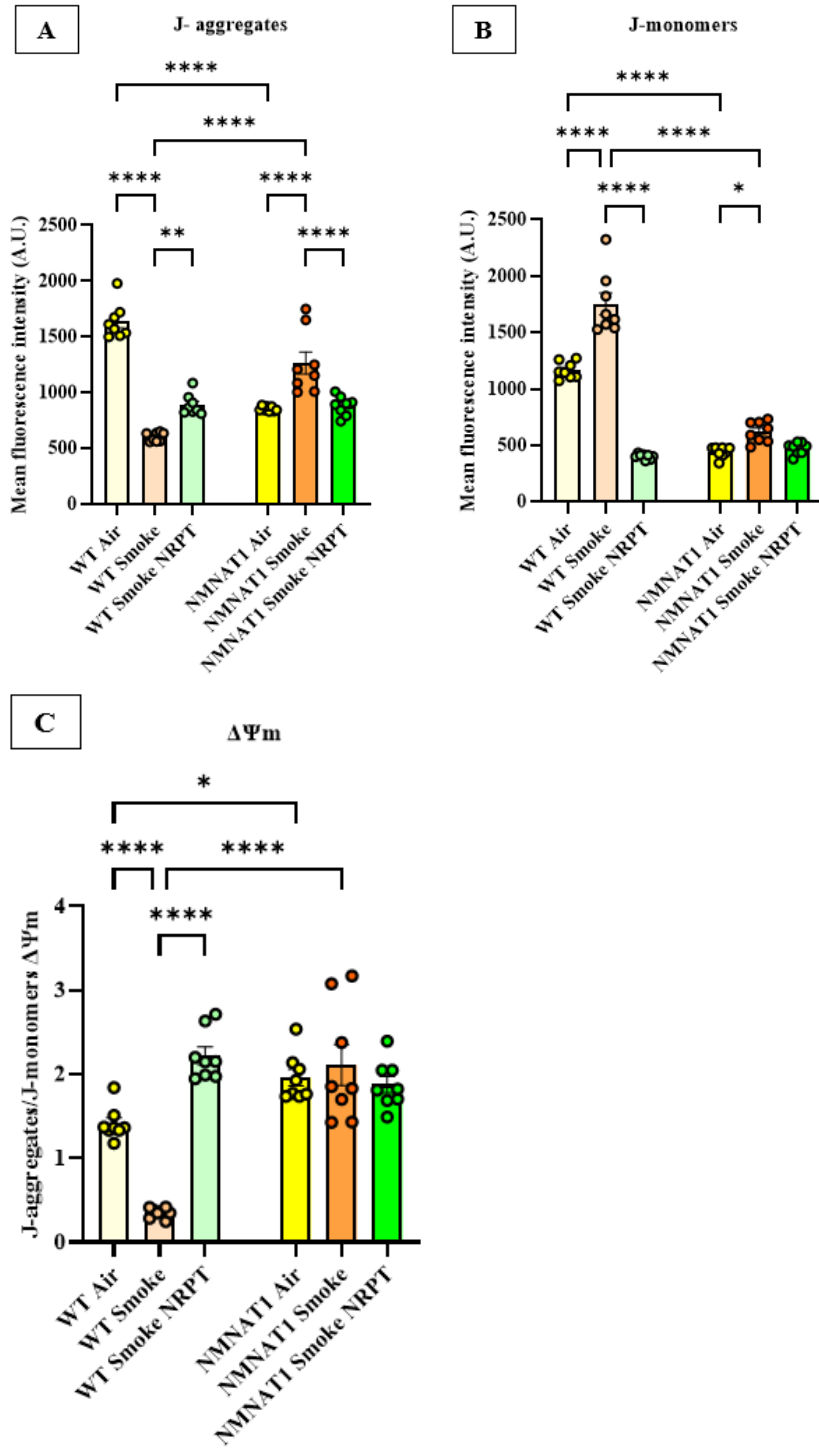 A
J- aggregates
****
****
****
****
**
****
Mean fluorescence intensity (A.U.)
2500
2000
1500
1000
500
0
WT Air
WT Smoke
WT Smoke NRPT
NMNAT1 Air
NMNAT1 Smoke
NMNAT1 Smoke NRPT
B
J-monomers
****
****
****
****
*
Mean fluorescence intensity (A.U.)
2500
2000
1500
1000
500
0
WT Air
WT Smoke
WT Smoke NRPT
NMNAT1 Air
NMNAT1 Smoke
NMNAT1 Smoke NRPT
C
ΔΨm
*
****
****
****
J-aggregates/J-monomers ΔΨm
4
3
2
1
0
WT Air
WT Smoke
WT Smoke NRPT
NMNAT1 Air
NMNAT1 Smoke
NMNAT1 Smoke NRPT